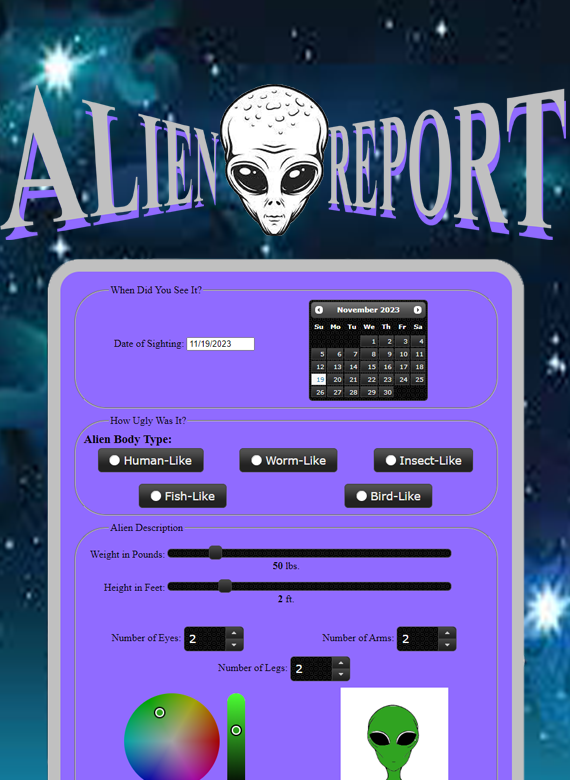 ALIEN REPORT
When Did You See It?
Date of Sighting: 11/19/2023
November 2023
Su Mo Tu We Th Fr Sa
1 2 3 4
5 6 7 8 9 10 11
12 13 14 15 16 17 18
19 20 21 22 23 24 25
26 27 28 29 30
How Ugly Was It?
Alien Body Type:
Human-Like Worm-Like Insect-Like
Fish-Like Bird-Like
Alien Description
Weight in Pounds:
50 lbs.
Height in Feet:
2 ft.
Number of Eyes: 2 Number of Arms: 2
Number of Legs: 2